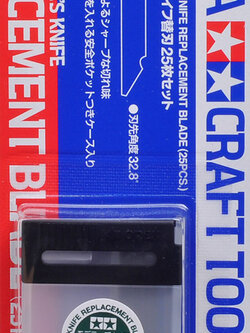 CRAFT TOO
KNIFE REPLACEMENT BLADE (25PCS.)
イフ替刃25枚セット
●刃先角度 32.8°
よるシャープな切れ味
を入れる安全ポケットつきケース入り
S KNIFE
CEMENT BLADE
KNIFE REPLACEMENT BLA